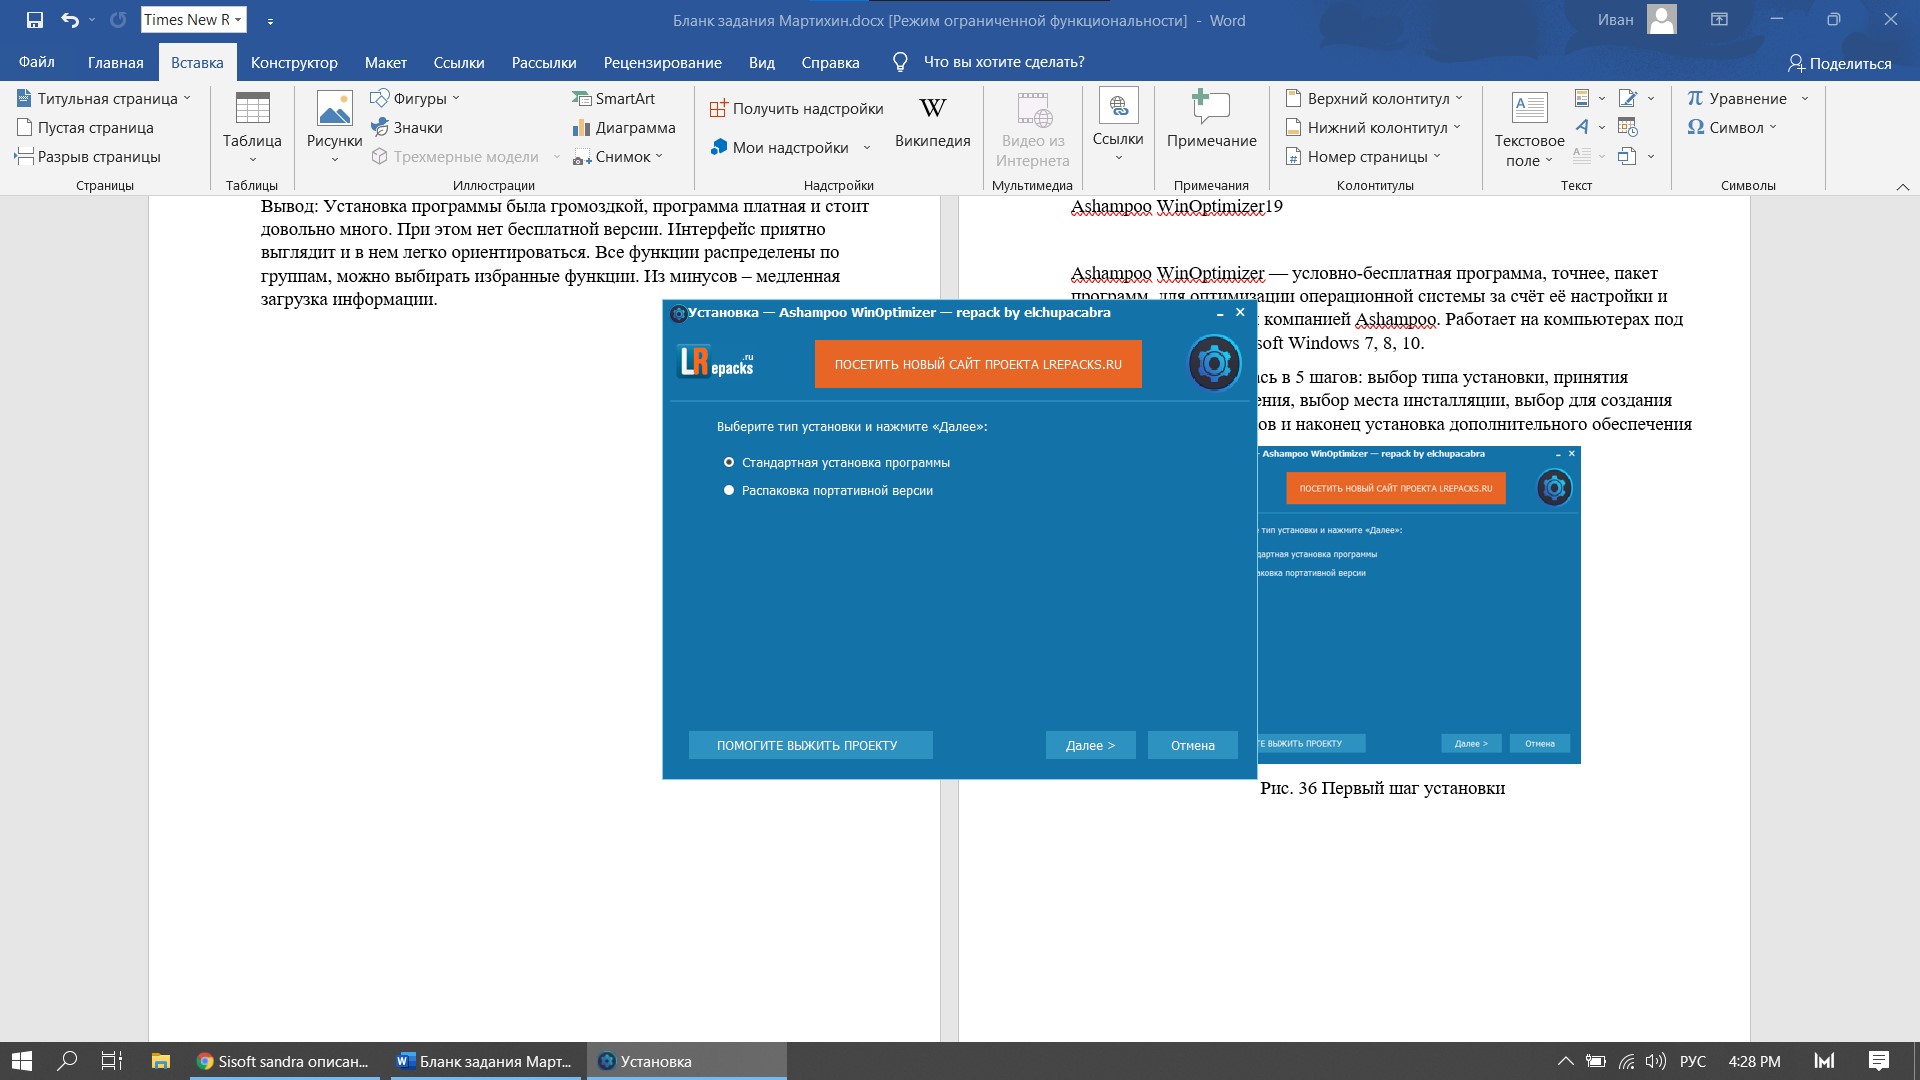 Times New R
Бланк задания Мартихин.docx [Режим ограниченной функциональности] - Word
Иван
Файл
Главная
Вставка
Конструктор
Макет
Ссылки
Рассылки
Рецензирование
Вид
Справка
Что вы хотите сделать?
Поделиться
Титульная страница
Пустая страница
Разрыв страницы
Страницы
Таблица
Таблицы
Рисунки
Фигуры
Значки
Трехмерные модели
SmartArt
Диаграмма
Снимок
Иллюстрации
Получить надстройки
Мои надстройки
W
Википедия
Надстройки
Видео из
Интернета
Мультимедиа
Ссылки
Примечание
Примечания
Верхний колонтитул
Нижний колонтитул
Номер страницы
Колонтитулы
Текстовое
поле
Текст
π Уравнение
Ω Символ
Символы
Вывод: Установка программы была громоздкой, программа платная и стоит
довольно много. При этом нет бесплатной версии. Интерфейс приятно
выглядит и в нем легко ориентироваться. Все функции распределены по
группам, можно выбирать избранные функции. Из минусов – медленная
загрузка информации.
Ashampoo WinOptimizer19
Ashampoo WinOptimizer — условно-бесплатная программа, точнее, пакет
программ для оптимизации операционной системы за счёт её настройки и
компанией Ashampoo. Работает на компьютерах под
soft Windows 7, 8, 10.
сь в 5 шагов: выбор типа установки, принятия
ения, выбор места инсталляции, выбор для создания
ов и наконец установка дополнительного обеспечения
Установка — Ashampoo WinOptimizer — repack by elchupacabra
LRepacks.ru
ПОСЕТИТЬ НОВЫЙ САЙТ ПРОЕКТА LREPACKS.RU
Выберите тип установки и нажмите «Далее»:
Стандартная установка программы
Распаковка портативной версии
ПОМОГИТЕ ВЫЖИТЬ ПРОЕКТУ
Далее >
Отмена
- Ashampoo WinOptimizer — repack by elchupacabra
ПОСЕТИТЬ НОВЫЙ САЙТ ПРОЕКТА LREPACKS.RU
тип установки и нажмите «Далее»:
дартная установка программы
аковка портативной версии
ТЕ ВЫЖИТЬ ПРОЕКТУ
Далее >
Отмена
Рис. 36 Первый шаг установки
Sisoft sandra описан...
Бланк задания Март...
Установка
РУС
4:28 PM